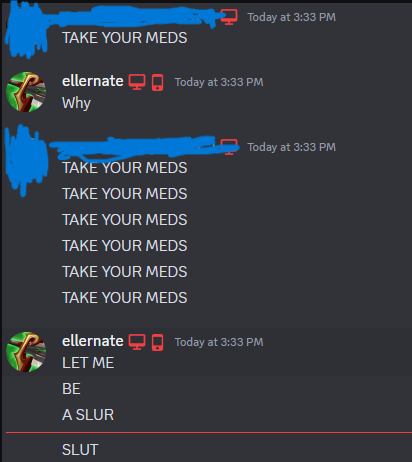 Today at 3:33 PM
TAKE YOUR MEDS
ellernate Today at 3:33 PM
Why
Today at 3:33 PM
TAKE YOUR MEDS
TAKE YOUR MEDS
TAKE YOUR MEDS
TAKE YOUR MEDS
TAKE YOUR MEDS
TAKE YOUR MEDS
ellernate Today at 3:33 PM
LET ME
BE
A SLUR
SLUT